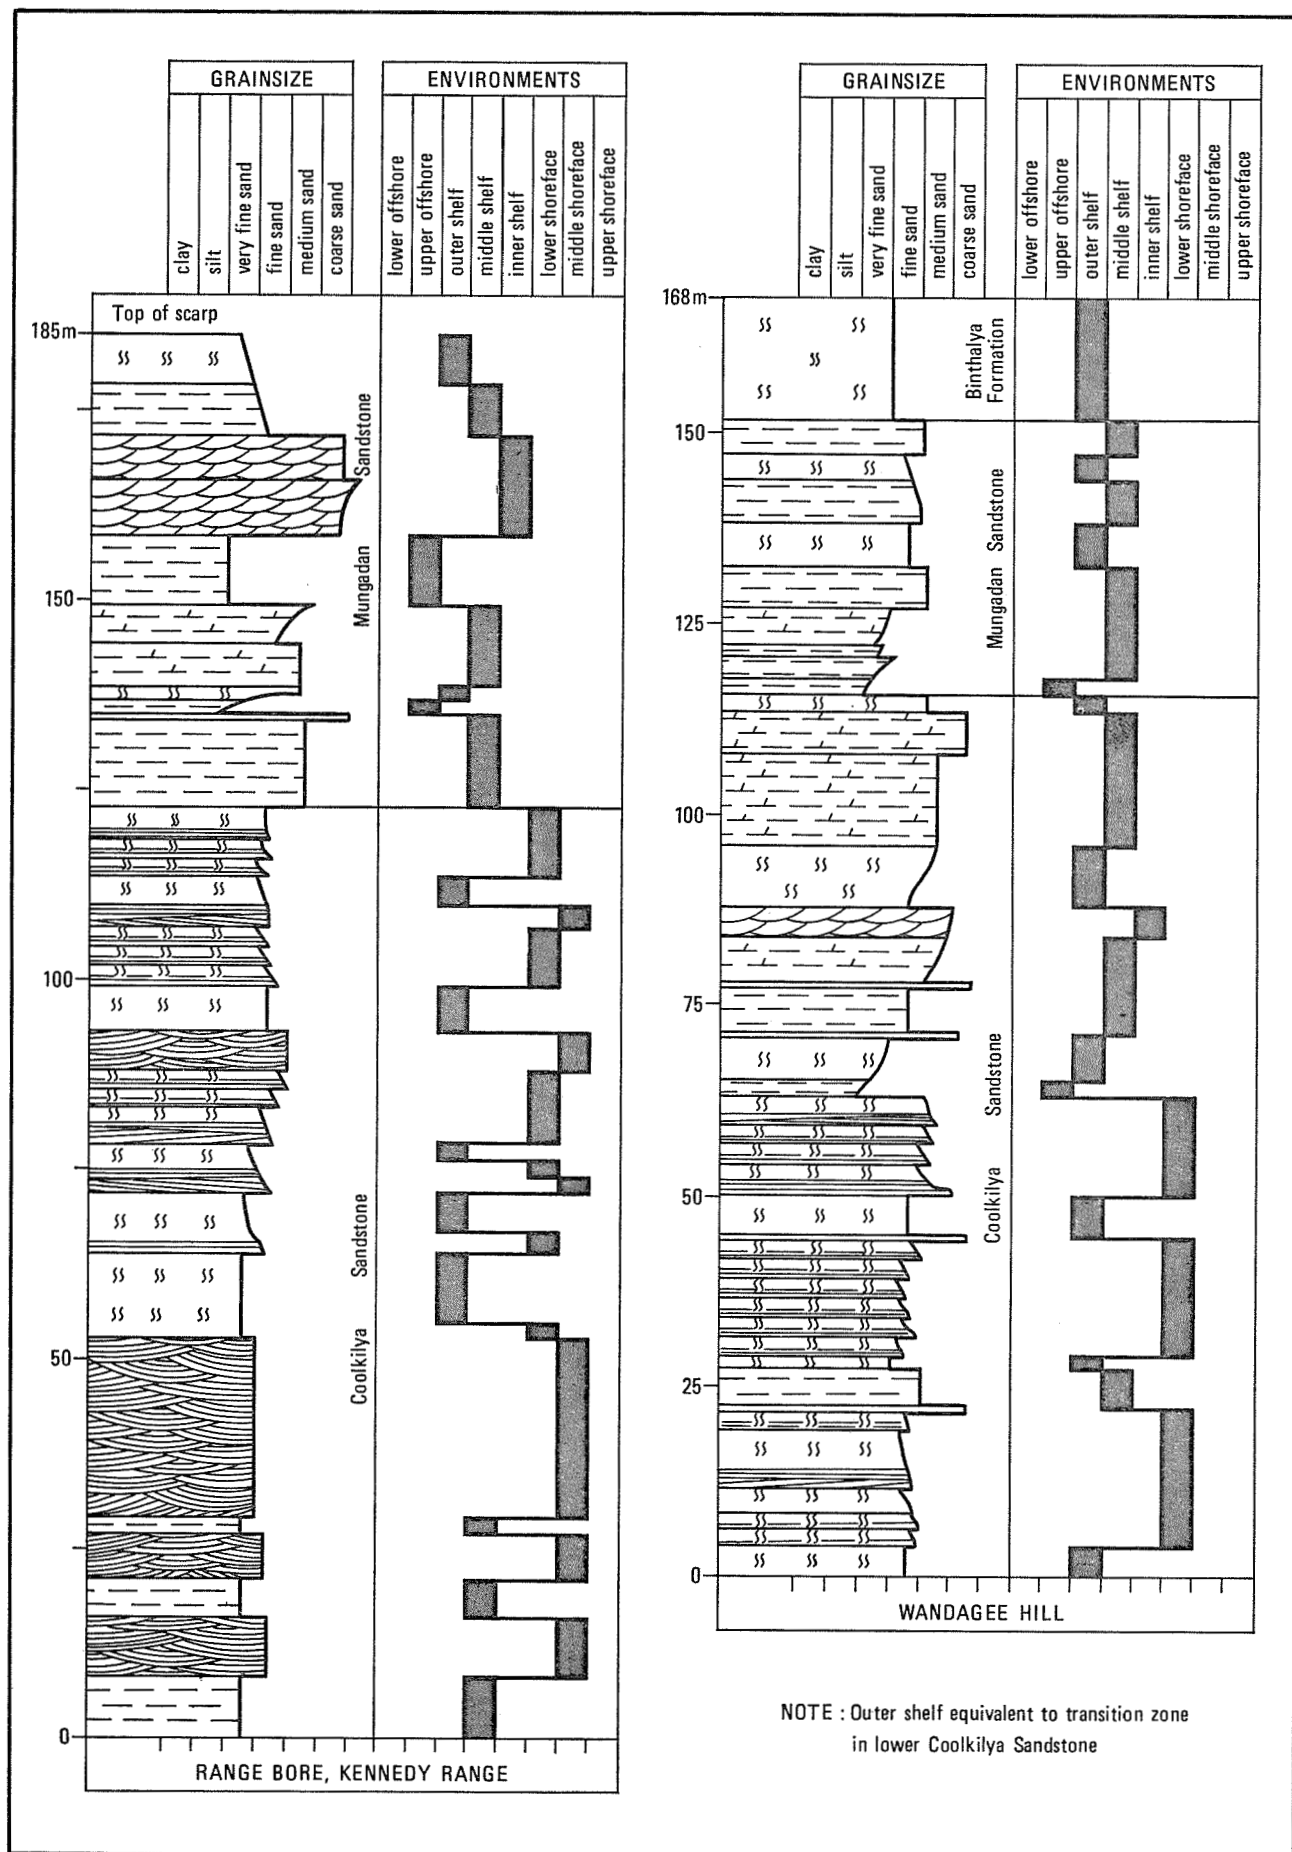 GRAINSIZE
ENVIRONMENTS
clay
silt
very fine sand
fine sand
medium sand
coarse sand
lower offshore
upper offshore
outer shelf
middle shelf
inner shelf
lower shoreface
middle shoreface
upper shoreface
Top of scarp
185m
150
100
50
0
Mungadan Sandstone
Coolkilya Sandstone
RANGE BORE, KENNEDY RANGE
GRAINSIZE
ENVIRONMENTS
clay
silt
very fine sand
fine sand
medium sand
coarse sand
lower offshore
upper offshore
outer shelf
middle shelf
inner shelf
lower shoreface
middle shoreface
upper shoreface
168m
150
125
100
75
50
25
0
Binthalya
Formation
Mungadan Sandstone
Coolkilya Sandstone
WANDAGEE HILL
NOTE : Outer shelf equivalent to transition zone
in lower Coolkilya Sandstone